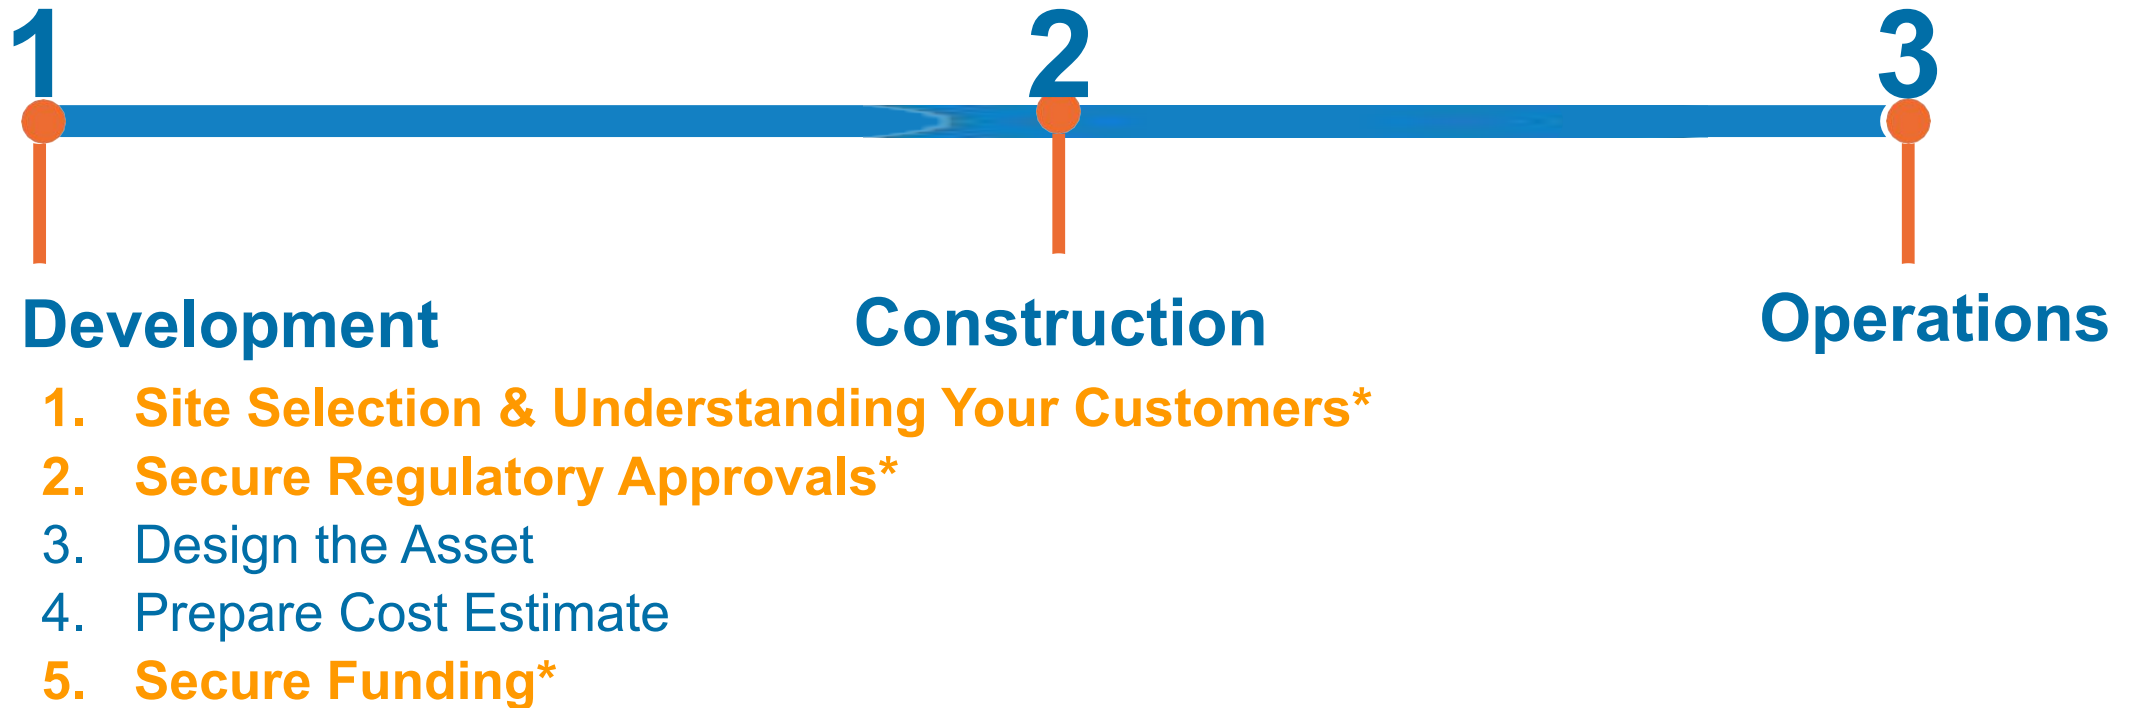 1
2
3
Development
Construction
Operations
1. Site Selection & Understanding Your Customers*
2. Secure Regulatory Approvals*
3. Design the Asset
4. Prepare Cost Estimate
5. Secure Funding*